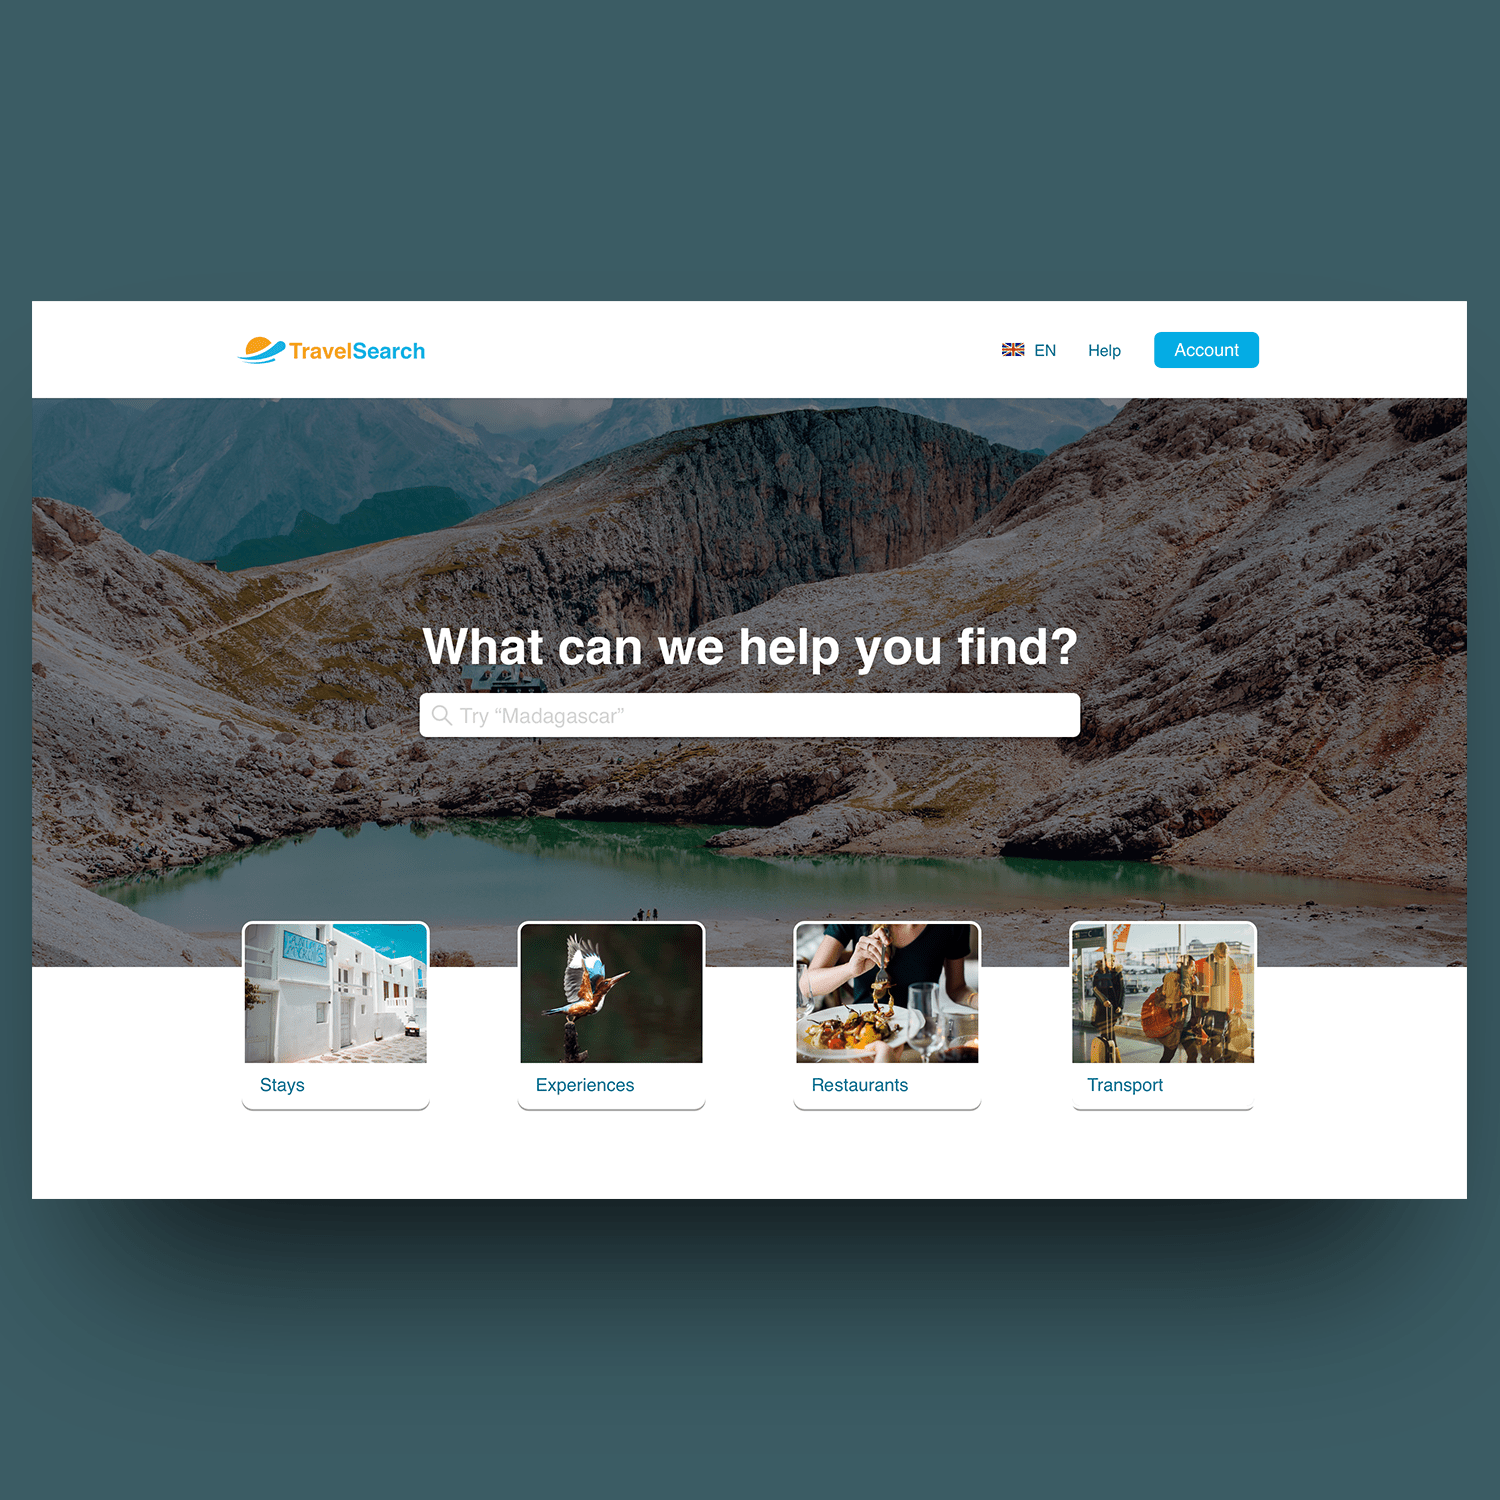 TravelSearch
EN
Help
Account
What can we help you find?
Try “Madagascar”
Stays
Experiences
Restaurants
Transport